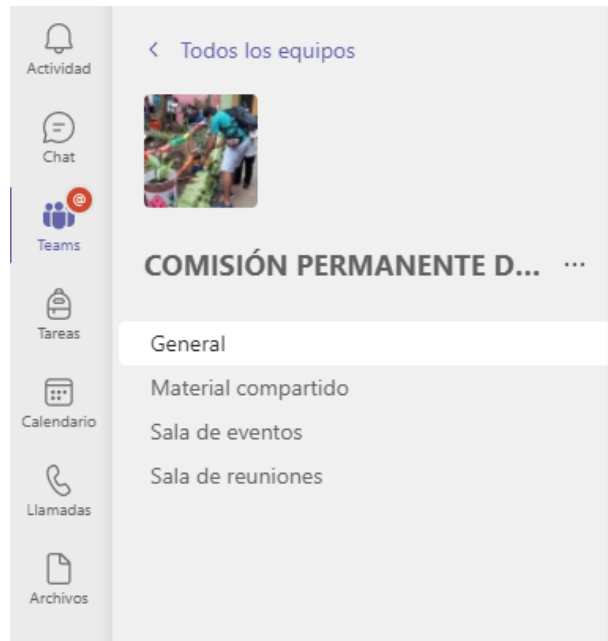 Actividad
Chat
@
Teams
Tareas
Calendario
Llamadas
Archivos
Todos los equipos
COMISIÓN PERMANENTE D... ...
General
Material compartido
Sala de eventos
Sala de reuniones